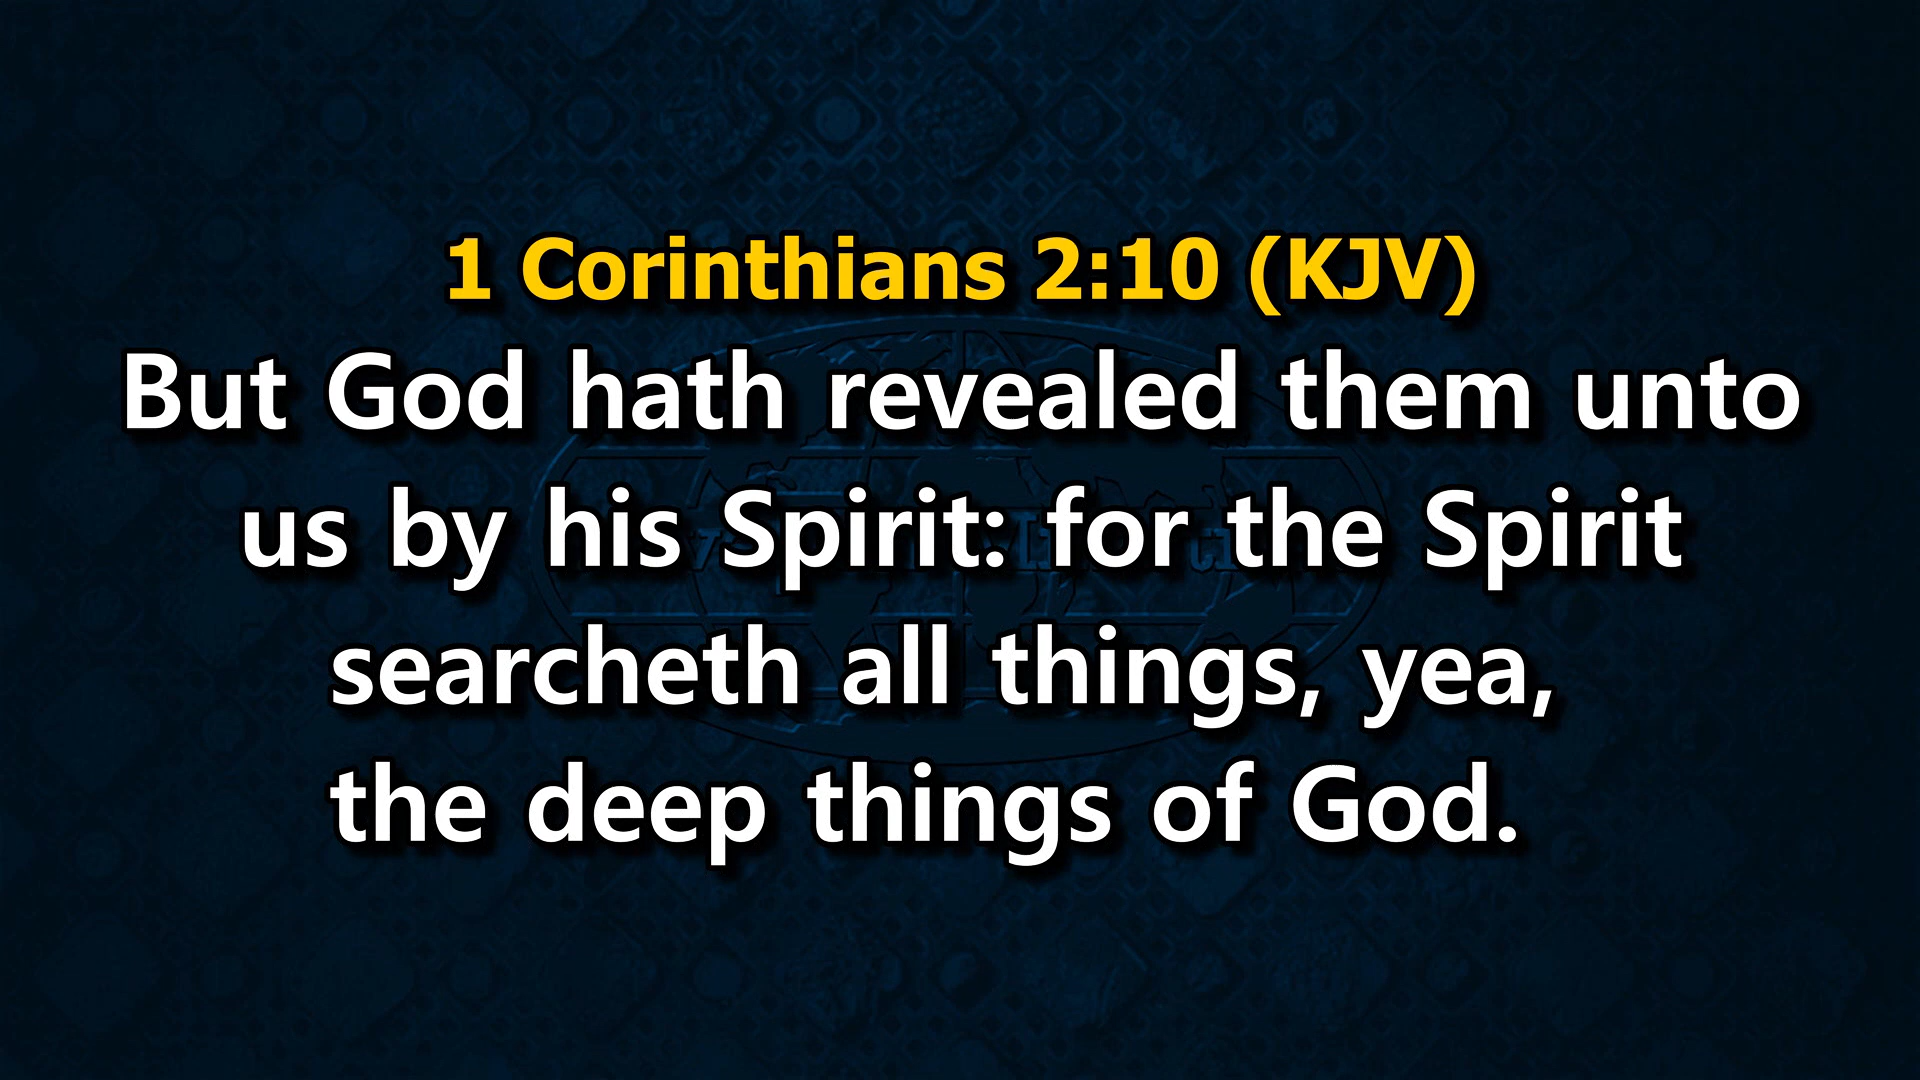 1 Corinthians 2:10 (KJV)
But God hath revealed them unto
us by his Spirit: for the Spirit
searcheth all things, yea,
the deep things of God.